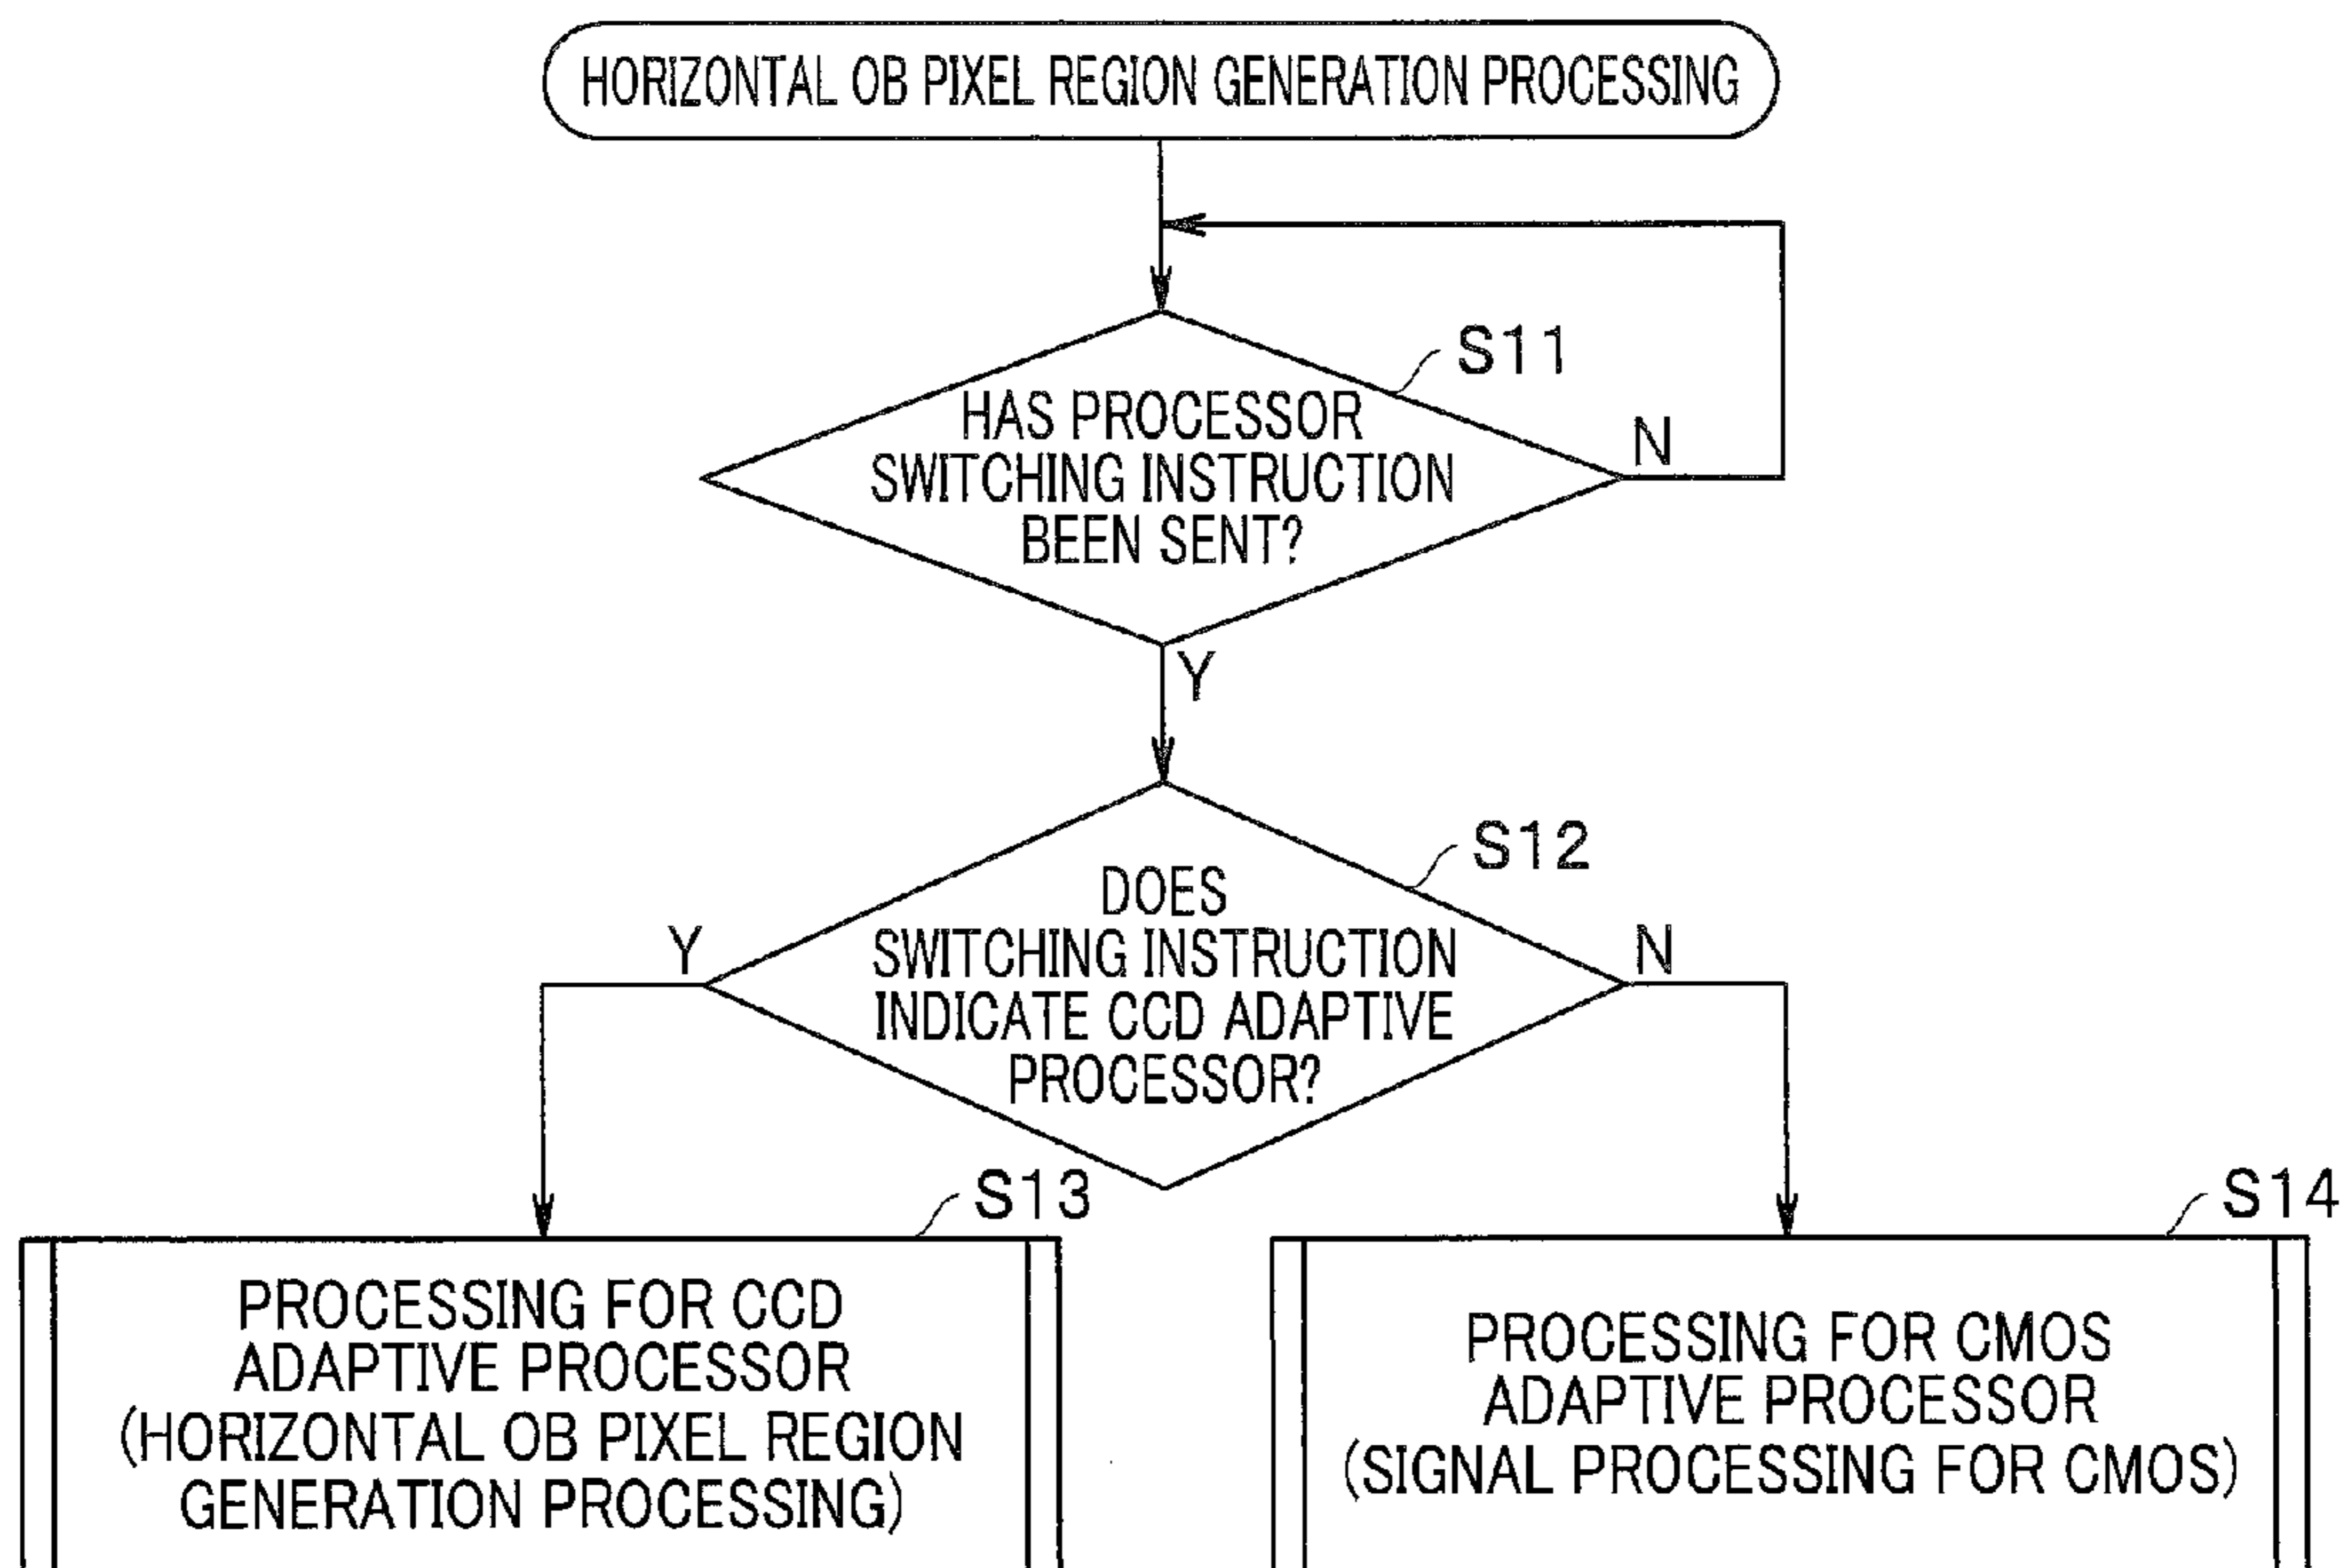 HORIZONTAL OB PIXEL REGION GENERATION PROCESSING
S11
HAS PROCESSOR
SWITCHING INSTRUCTION
BEEN SENT?
N
Y
S12
DOES
SWITCHING INSTRUCTION
INDICATE CCD ADAPTIVE
PROCESSOR?
Y
N
S13
PROCESSING FOR CCD
ADAPTIVE PROCESSOR
(HORIZONTAL OB PIXEL REGION
GENERATION PROCESSING)
S14
PROCESSING FOR CMOS
ADAPTIVE PROCESSOR
(SIGNAL PROCESSING FOR CMOS)